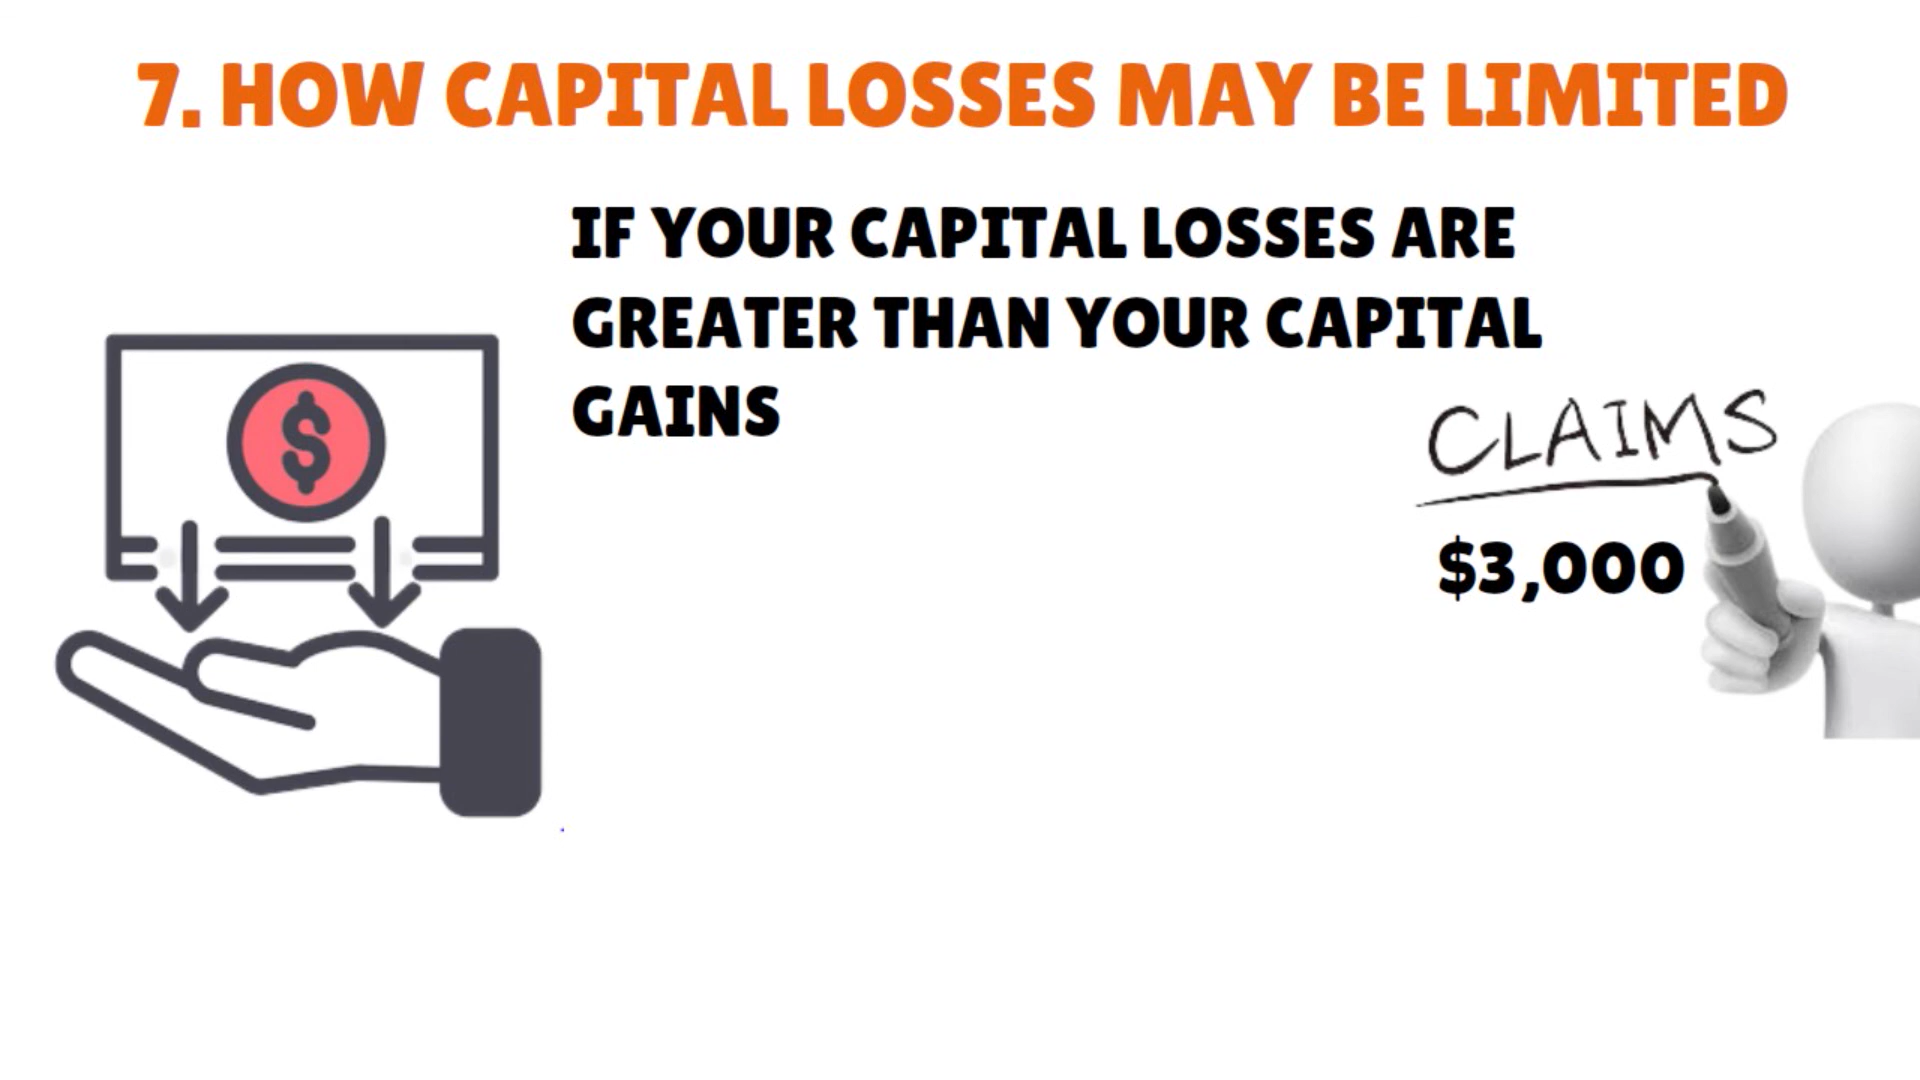 7. HOW CAPITAL LOSSES MAY BE LIMITED
IF YOUR CAPITAL LOSSES ARE
GREATER THAN YOUR CAPITAL
GAINS
CLAIMS
$3,000
$